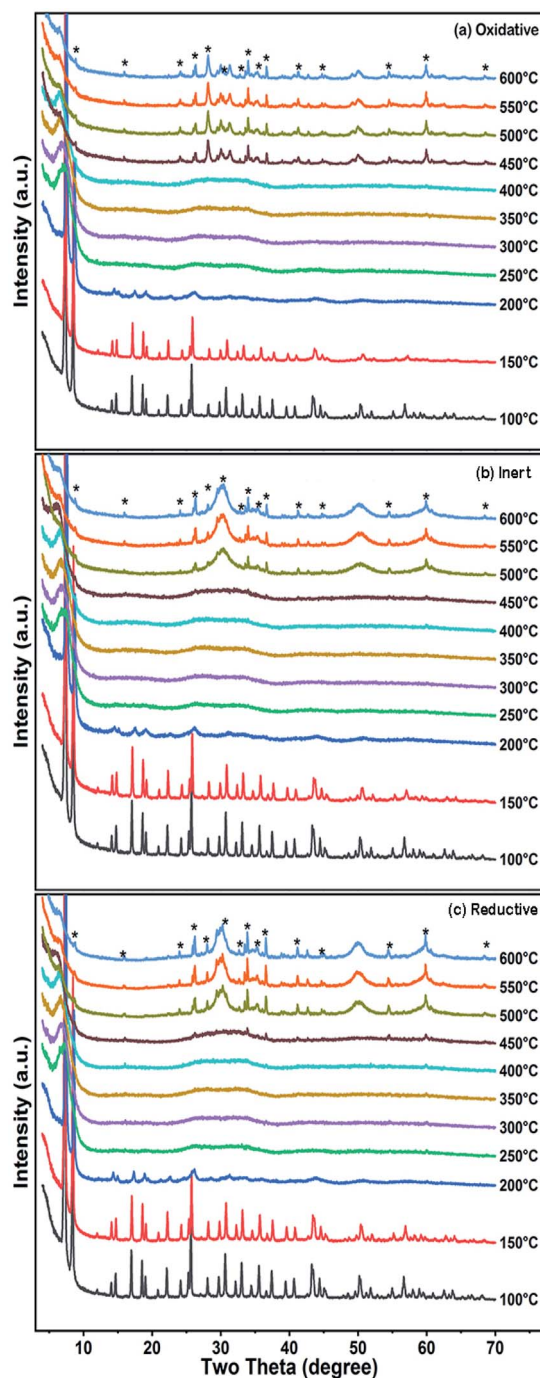 (a) Oxidative
* * * * * * * * * * * * * *
600°C
550°C
500°C
450°C
400°C
350°C
300°C
250°C
200°C
150°C
100°C
Intensity (a.u.)
(b) Inert
* * * * * * * * * * * * * *
600°C
550°C
500°C
450°C
400°C
350°C
300°C
250°C
200°C
150°C
100°C
Intensity (a.u.)
(c) Reductive
* * * * * * * * * * * * * *
600°C
550°C
500°C
450°C
400°C
350°C
300°C
250°C
200°C
150°C
100°C
Intensity (a.u.)
10 20 30 40 50 60 70
Two Theta (degree)